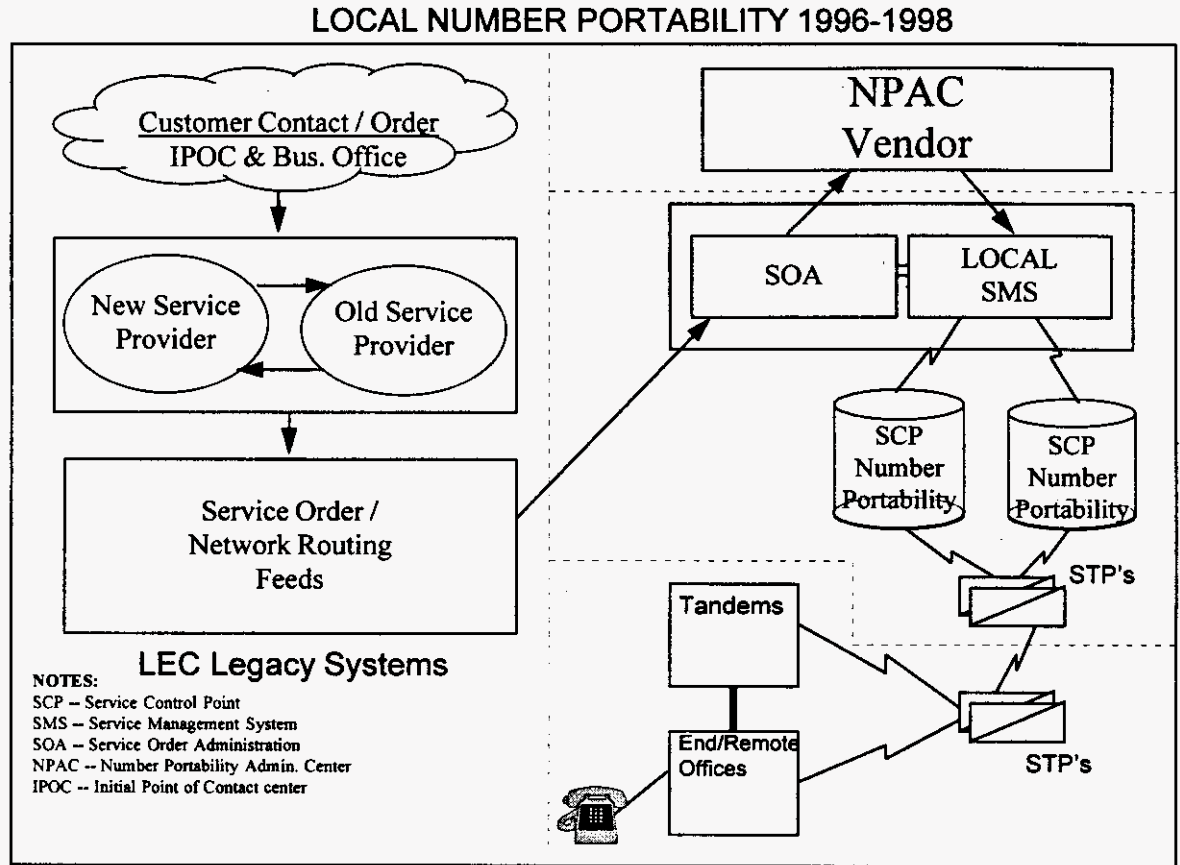 LOCAL NUMBER PORTABILITY 1996-1998
Customer Contact / Order
IPOC & Bus. Office
New Service
Provider
Old Service
Provider
Service Order /
Network Routing
Feeds
LEC Legacy Systems
NOTES:
SCP -- Service Control Point
SMS -- Service Management System
SOA -- Service Order Administration
NPAC -- Number Portability Admin. Center
IPOC -- Initial Point of Contact center
NPAC
Vendor
SOA
LOCAL
SMS
SCP
Number
Portability
SCP
Number
Portability
STP's
Tandems
End/Remote
Offices
STP's